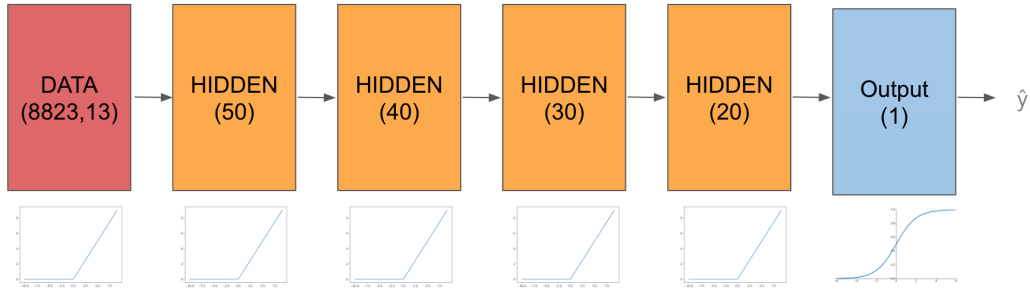 DATA
(8823,13)
HIDDEN
(50)
HIDDEN
(40)
HIDDEN
(30)
HIDDEN
(20)
Output
(1)
ŷ